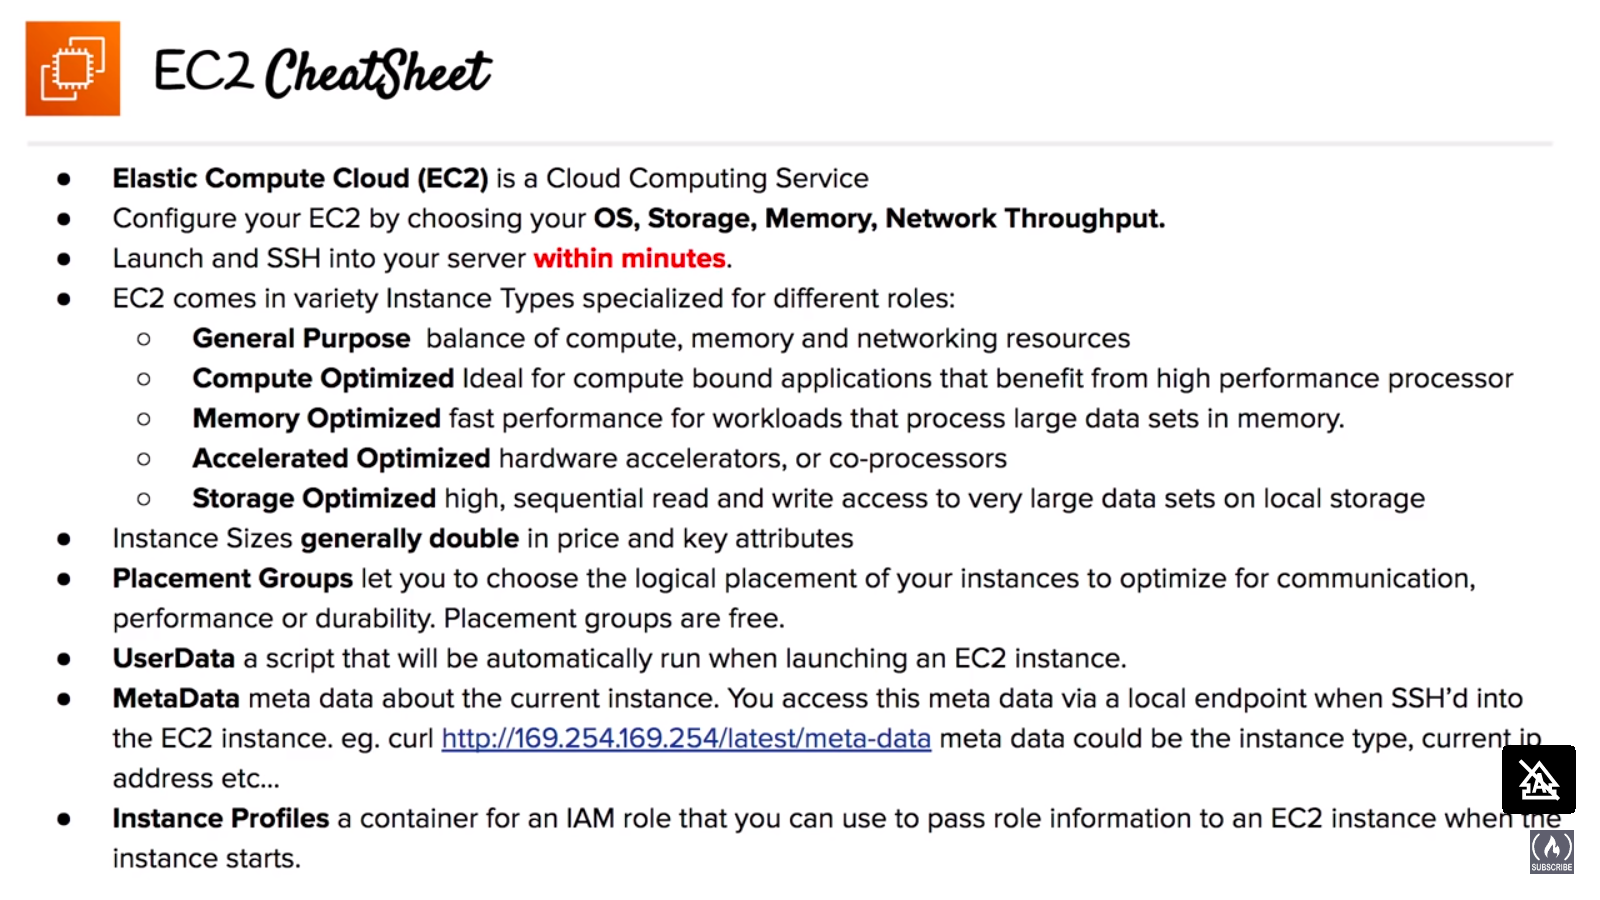 EC2 CheatSheet
● Elastic Compute Cloud (EC2) is a Cloud Computing Service
● Configure your EC2 by choosing your OS, Storage, Memory, Network Throughput.
● Launch and SSH into your server within minutes.
● EC2 comes in variety Instance Types specialized for different roles:
○ General Purpose balance of compute, memory and networking resources
○ Compute Optimized Ideal for compute bound applications that benefit from high performance processor
○ Memory Optimized fast performance for workloads that process large data sets in memory.
○ Accelerated Optimized hardware accelerators, or co-processors
○ Storage Optimized high, sequential read and write access to very large data sets on local storage
● Instance Sizes generally double in price and key attributes
● Placement Groups let you to choose the logical placement of your instances to optimize for communication,
performance or durability. Placement groups are free.
● UserData a script that will be automatically run when launching an EC2 instance.
● MetaData meta data about the current instance. You access this meta data via a local endpoint when SSH’d into
the EC2 instance. eg. curl http://169.254.169.254/latest/meta-data meta data could be the instance type, current ip
address etc...
● Instance Profiles a container for an IAM role that you can use to pass role information to an EC2 instance when the
instance starts.
SUBSCRIBE